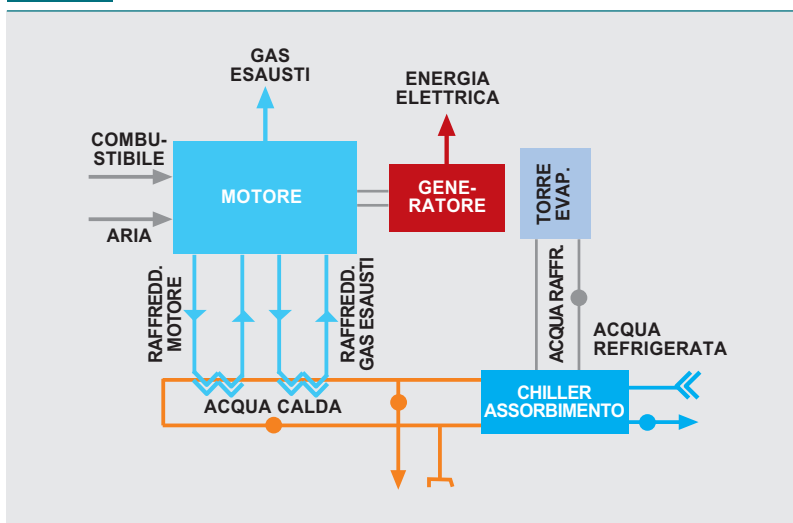 GAS
ESAUSTI
ENERGIA
ELETTRICA
COMBU-
STIBILE
MOTORE
GENE-
RATORE
TORRE
EVAP.
ARIA
RAFFREDD.
MOTORE
RAFFREDD.
GAS ESAUSTI
ACQUA RAFFR.
ACQUA
REFRIGERATA
ACQUA CALDA
CHILLER
ASSORBIMENTO